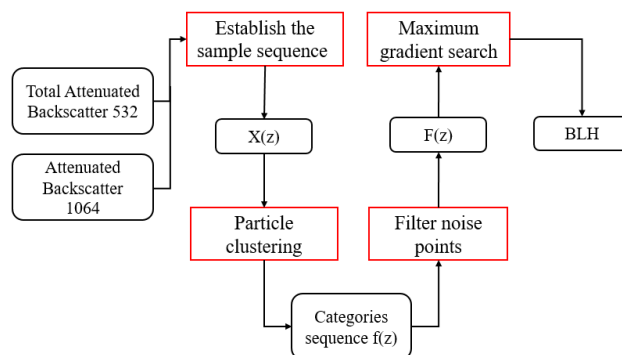 Establish the
sample sequence
Maximum
gradient search
Total Attenuated
Backscatter 532
X(z)
F(z)
BLH
Attenuated
Backscatter
1064
Particle
clustering
Filter noise
points
Categories
sequence f(z)